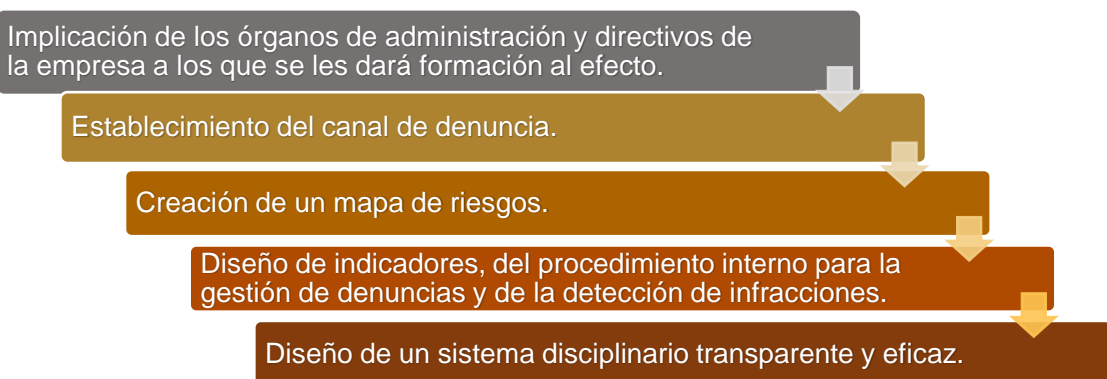 Implicación de los órganos de administración y directivos de
la empresa a los que se les dará formación al efecto.
Establecimiento del canal de denuncia.
Creación de un mapa de riesgos.
Diseño de indicadores, del procedimiento interno para la
gestión de denuncias y de la detección de infracciones.
Diseño de un sistema disciplinario transparente y eficaz.